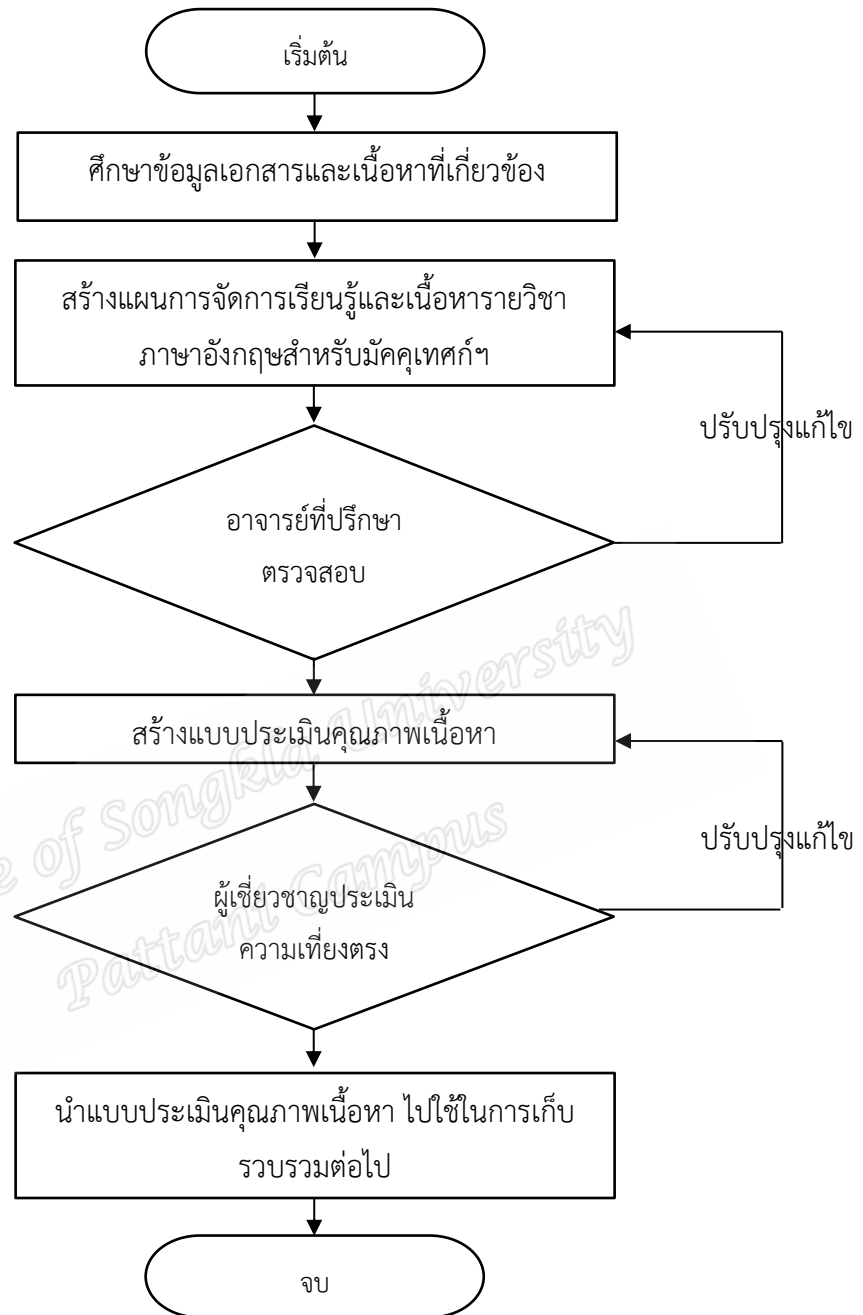 เริ่มต้น
ศึกษาข้อมูลเอกสารและเนื้อหาที่เกี่ยวข้อง
สร้างแผนการจัดการเรียนรู้และเนื้อหารายวิชา
ภาษาอังกฤษสำหรับมัคคุเทศก์ฯ
ปรับปรุงแก้ไข
อาจารย์ที่ปรึกษา
ตรวจสอบ
สร้างแบบประเมินคุณภาพเนื้อหา
ปรับปรุงแก้ไข
ผู้เชี่ยวชาญประเมิน
ความเที่ยงตรง
นำแบบประเมินคุณภาพเนื้อหา ไปใช้ในการเก็บ
รวบรวมต่อไป
จบ
of Songkla University
Pattani Campus